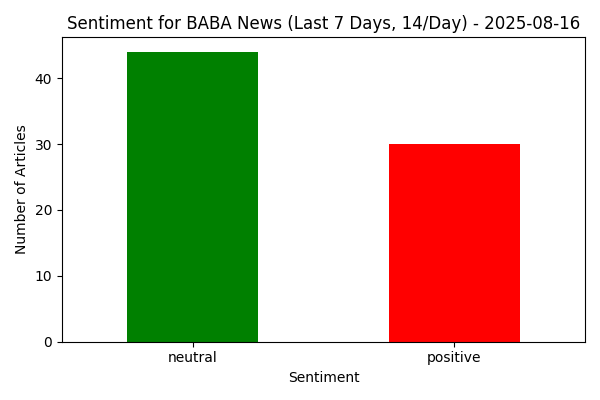 Sentiment for BABA News (Last 7 Days, 14/Day) - 2025-08-16
Number of Articles
40
30
20
10
0
neutral positive
Sentiment